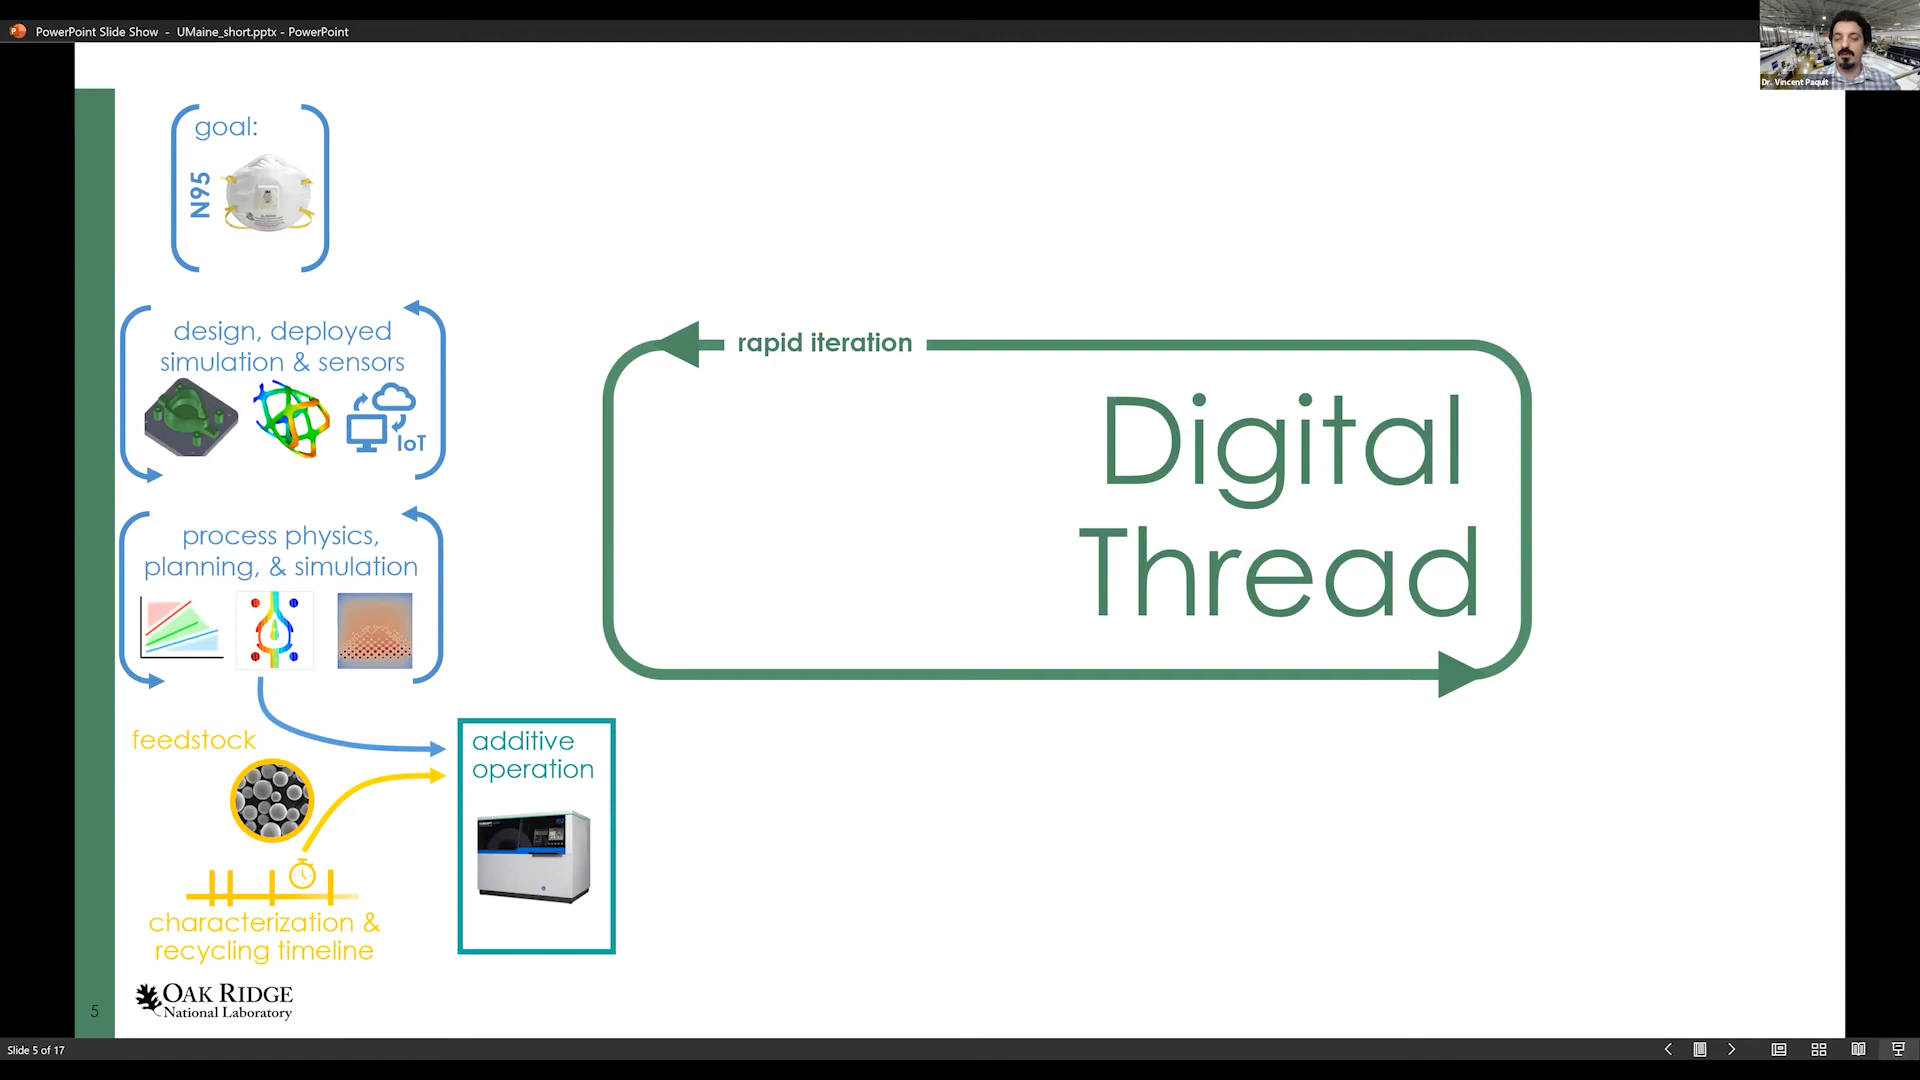 PowerPoint Slide Show - UMaine_short.pptx - PowerPoint
Dr. Vincent Paquit
goal:
N95
design, deployed
simulation & sensors
IoT
process physics,
planning, & simulation
feedstock
characterization &
recycling timeline
additive
operation
rapid iteration
Digital
Thread
OAK RIDGE
National Laboratory
5
Slide 5 of 17